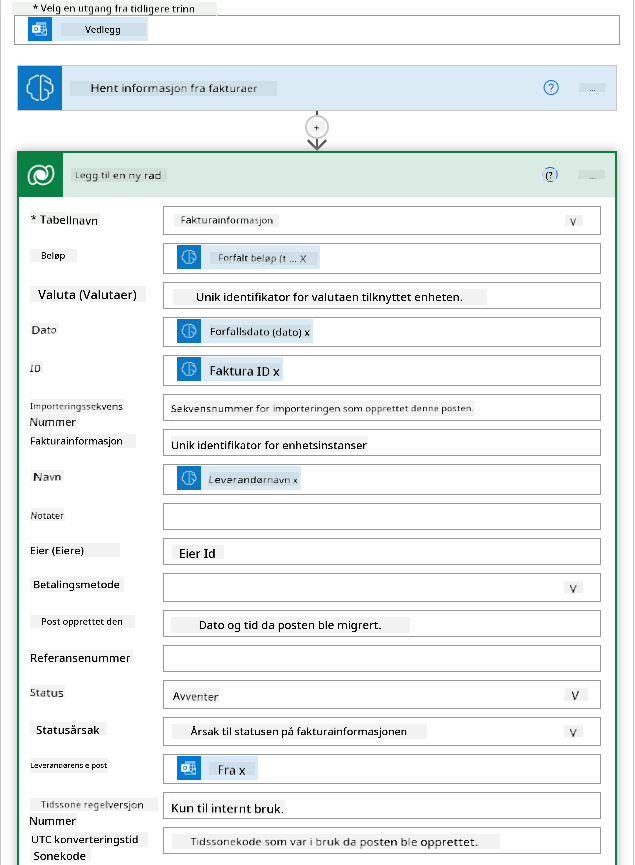 * Velg en utgang fra tidligere trinn
Vedlegg
Hent informasjon fra fakturaer
?
...
+
Legg til en ny rad
(?
...
* Tabellnavn
Fakturainformasjon
V
Beløp
Forfalt beløp (t ... X
Valuta (Valutaer)
Unik identifikator for valutaen tilknyttet enheten.
Dato
Forfallsdato (dato) x
ID
Faktura ID x
Importeringssekvens
Nummer
Sekvensnummer for importeringen som opprettet denne posten.
Fakturainformasjon
Unik identifikator for enhetsinstanser
Navn
Leverandørnavn x
Notater
Eier (Eiere)
Eier Id
Betalingsmetode
V
Post opprettet den
Dato og tid da posten ble migrert.
Referansenummer
Status
Avventer
V
Statusårsak
Årsak til statusen på fakturainformasjonen
V
Leverandørens e post
Fra x
Tidssone regelversjon
Nummer
Kun til internt bruk.
UTC konverteringstid
Sonekode
Tidssonekode som var i bruk da posten ble opprettet.